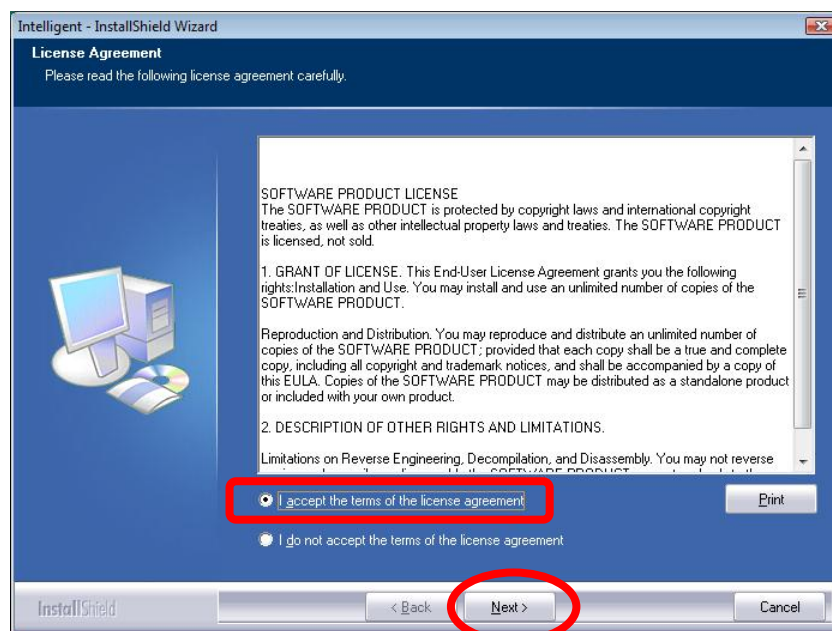 Intelligent - InstallShield Wizard
License Agreement
Please read the following license agreement carefully.
SOFTWARE PRODUCT LICENSE
The SOFTWARE PRODUCT is protected by copyright laws and international copyright
treaties, as well as other intellectual property laws and treaties. The SOFTWARE PRODUCT
is licensed, not sold.
1. GRANT OF LICENSE. This End-User License Agreement grants you the following
rights:Installation and Use. You may install and use an unlimited number of copies of the
SOFTWARE PRODUCT.
Reproduction and Distribution. You may reproduce and distribute an unlimited number of
copies of the SOFTWARE PRODUCT; provided that each copy shall be a true and complete
copy, including all copyright and trademark notices, and shall be accompanied by a copy of
this EULA. Copies of the SOFTWARE PRODUCT may be distributed as a standalone product
or included with your own product.
2. DESCRIPTION OF OTHER RIGHTS AND LIMITATIONS.
Limitations on Reverse Engineering, Decompilation, and Disassembly. You may not reverse
SOFTWARE PRODUCT
I accept the terms of the license agreement
Print
I do not accept the terms of the license agreement
InstallShield
< Back
Next >
Cancel